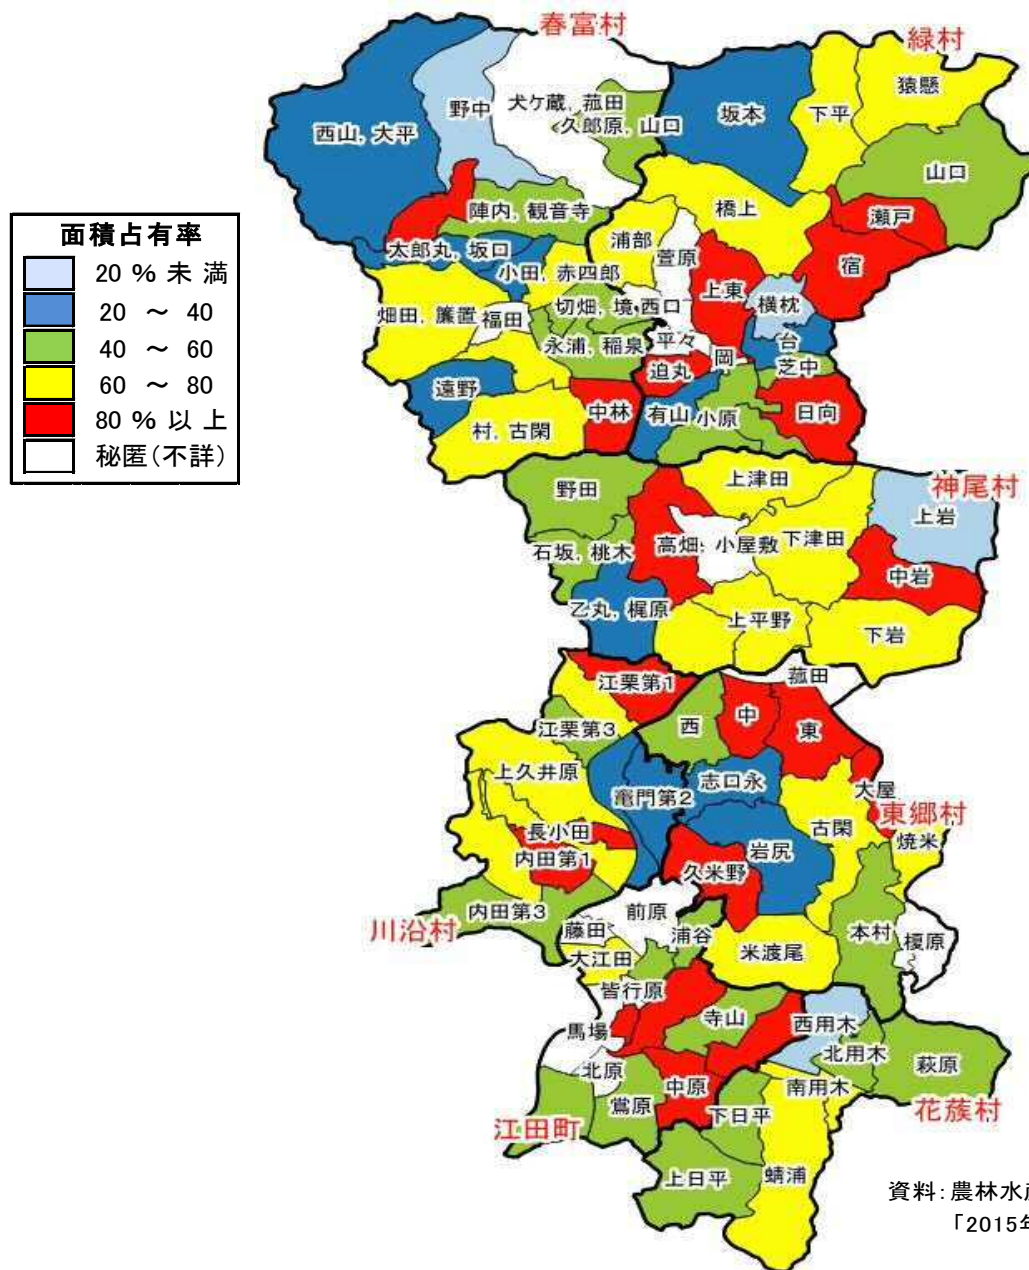 春富村
緑村
猿懸
野中
犬ケ蔵, 菰田
下平
坂本
西山, 大平
久郎原, 山口
山口
陣内, 観音寺
橋上
瀬戸
面積占有率
20 % 未 満
20 ～ 40
40 ～ 60
60 ～ 80
80 % 以 上
秘匿(不詳)
浦部
萱原
宿
太郎丸, 坂口
小田, 赤四郎
上東
横枕
切畑, 境, 西口
畑田, 簾置
福田
台
永浦, 稲泉
平々
岡
芝中
迫丸
遠野
中林
有山
小原
日向
村, 古閑
上津田
神尾村
野田
上岩
高畑, 小屋敷
下津田
石坂, 桃木
中岩
乙丸, 梶原
上平野
下岩
菰田
江栗第1
中
西
東
江栗第3
上久井原
志口永
大屋
竈門第2
東郷村
古閑
長小田
焼米
内田第1
岩尻
久米野
内田第3
前原
川沿村
藤田
浦谷
本村
榎原
大江田
米渡尾
皆行原
寺山
西用木
馬場
北用木
北原
萩原
中原
南用木
鶯原
下日平
花蔟村
江田町
上日平
蜻浦
資料: 農林水産
「2015年